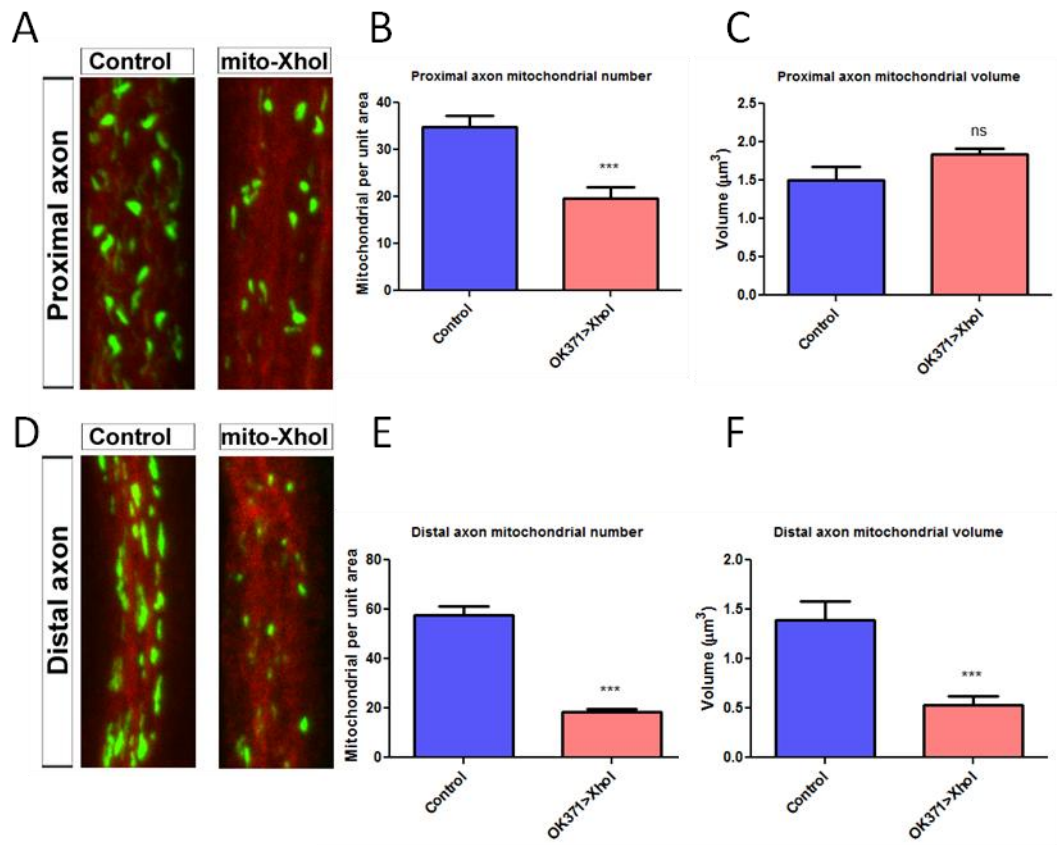 A
Control
mito-XhoI
Proximal axon
B
Proximal axon mitochondrial number
Mitochondrial per unit area
40
30
20
10
0
***
Control
OK371>XhoI
C
Proximal axon mitochondrial volume
Volume (µm³)
2.5
2.0
1.5
1.0
0.5
0.0
ns
Control
OK371>XhoI
D
Control
mito-XhoI
Distal axon
E
Distal axon mitochondrial number
Mitochondrial per unit area
80
60
40
20
0
***
Control
OK371>XhoI
F
Distal axon mitochondrial volume
Volume (µm³)
2.0
1.5
1.0
0.5
0.0
***
Control
OK371>XhoI